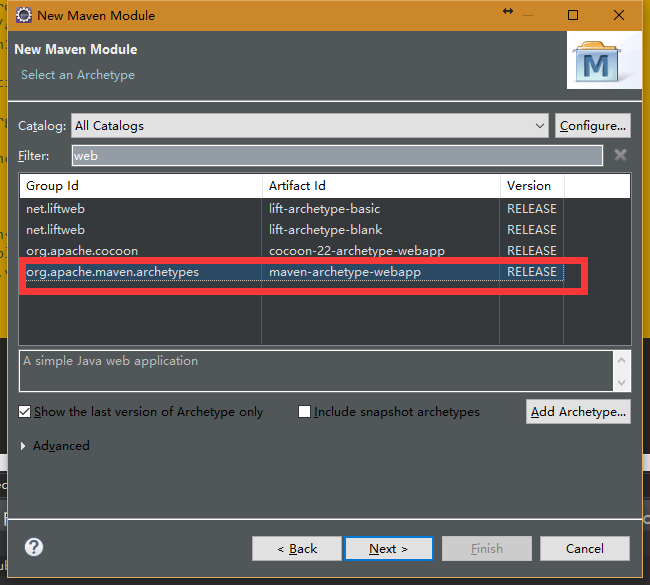 New Maven Module
New Maven Module
Select an Archetype
M
Catalog: All Catalogs Configure...
Filter: web
Group Id Artifact Id Version
net.liftweb lift-archetype-basic RELEASE
net.liftweb lift-archetype-blank RELEASE
org.apache.cocoon cocoon-22-archetype-webapp RELEASE
org.apache.maven.archetypes maven-archetype-webapp RELEASE
A simple Java web application
Show the last version of Archetype only Include snapshot archetypes Add Archetype...
Advanced
? < Back Next > Finish Cancel